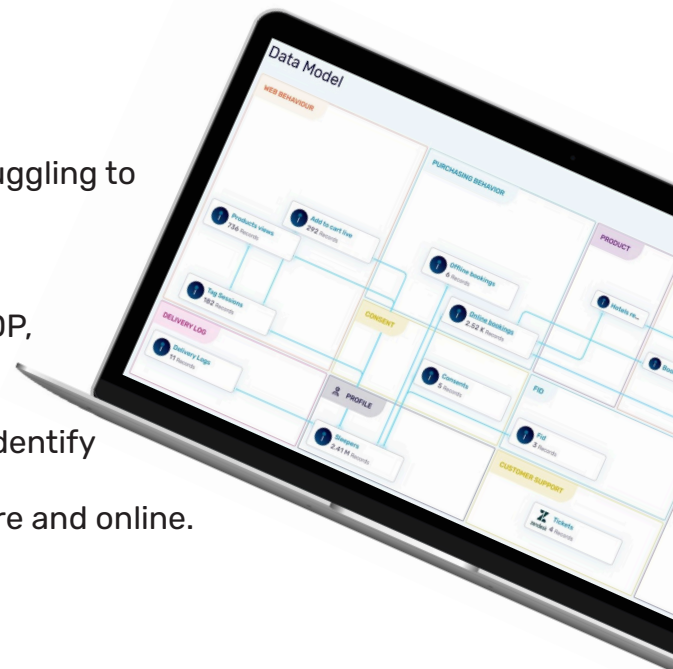 uggling to
DP,
dentify
re and online.
Data Model
WEB BEHAVIOUR
Products views
736 Records
Add to cart live
292 Records
Tag Sessions
182 Records
DELIVERY LOG
Delivery Logs
11 Records
PURCHASING BEHAVIOR
Offline bookings
6 Records
Online bookings
2.52 K Records
CONSENT
Consents
5 Records
PROFILE
Sleepers
2.41 M Records
PRODUCT
Hotels re...
Boo
FID
Fid
3 Records
CUSTOMER SUPPORT
Tickets
zendesk 4 Records